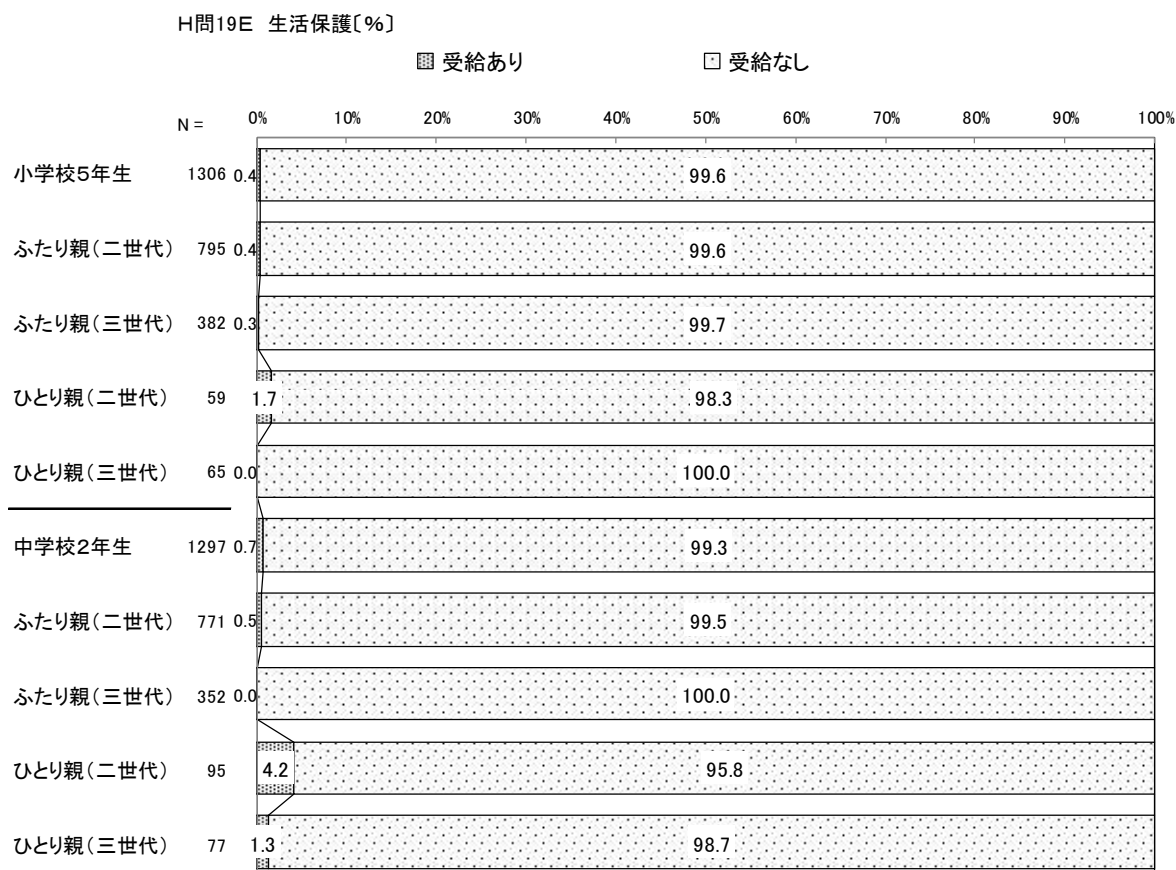 H問19E 生活保護〔%〕
受給あり 受給なし
N = 0% 10% 20% 30% 40% 50% 60% 70% 80% 90% 100%
小学校5年生 1306 0.4 99.6
ふたり親(二世代) 795 0.4 99.6
ふたり親(三世代) 382 0.3 99.7
ひとり親(二世代) 59 1.7 98.3
ひとり親(三世代) 65 0.0 100.0
中学校2年生 1297 0.7 99.3
ふたり親(二世代) 771 0.5 99.5
ふたり親(三世代) 352 0.0 100.0
ひとり親(二世代) 95 4.2 95.8
ひとり親(三世代) 77 1.3 98.7